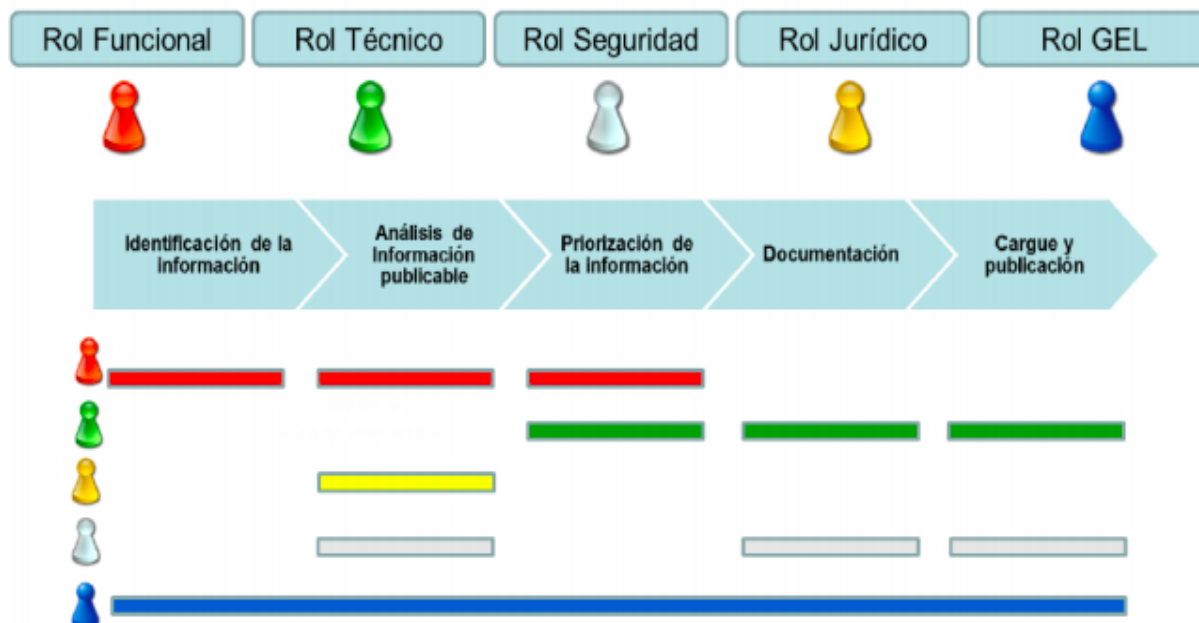 Rol Funcional
Rol Técnico
Rol Seguridad
Rol Jurídico
Rol GEL
Identificación de la
Información
Análisis de
Información
publicable
Priorización de
la Información
Documentación
Cargue y
publicación